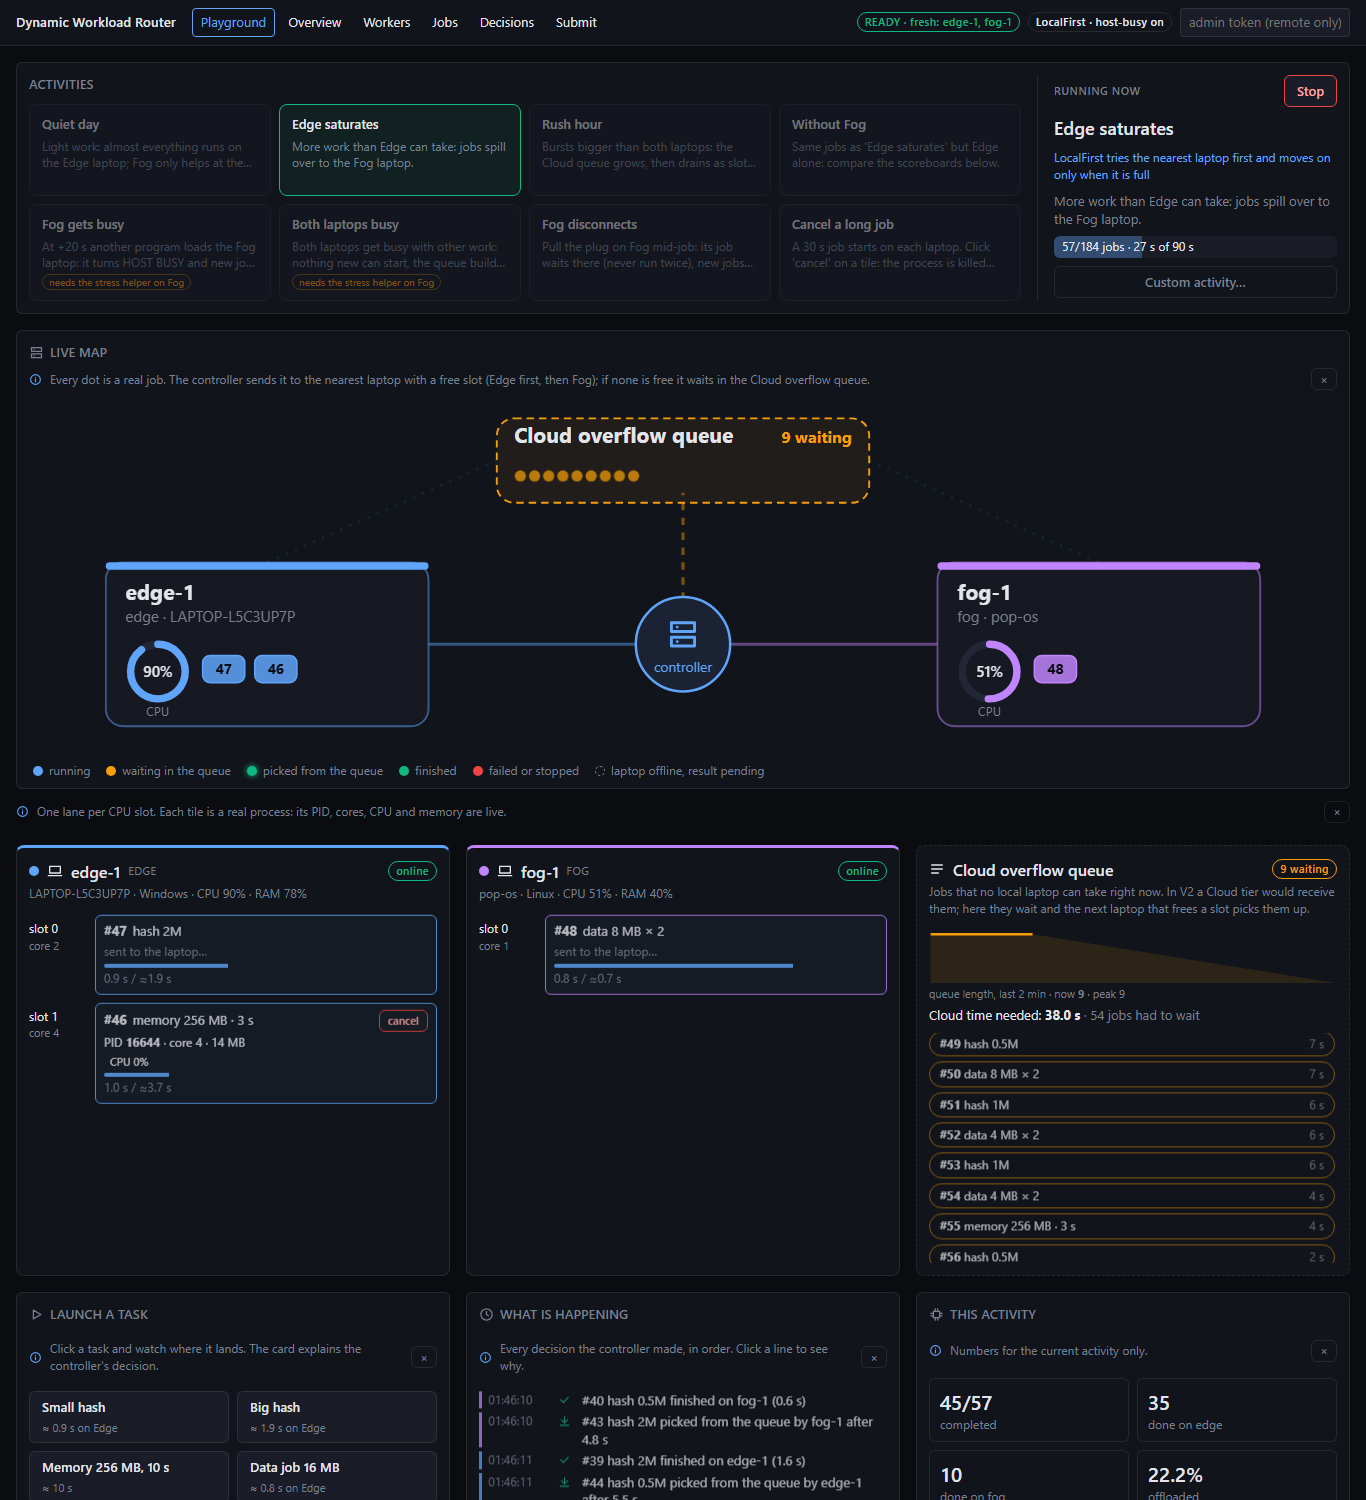 Dynamic Workload Router
Playground
Overview
Workers
Jobs
Decisions
Submit
READY · fresh: edge-1, fog-1
LocalFirst · host-busy on
admin token (remote only)
ACTIVITIES
Quiet day
Light work: almost everything runs on
the Edge laptop; Fog only helps at the...
Edge saturates
More work than Edge can take: jobs spill
over to the Fog laptop.
Rush hour
Bursts bigger than both laptops: the
Cloud queue grows, then drains as slot...
Without Fog
Same jobs as 'Edge saturates' but Edge
alone: compare the scoreboards below.
Fog gets busy
At +20 s another program loads the Fog
laptop: it turns HOST BUSY and new jo...
needs the stress helper on Fog
Both laptops busy
Both laptops get busy with other work:
nothing new can start, the queue build...
needs the stress helper on Fog
Fog disconnects
Pull the plug on Fog mid-job: its job
waits there (never run twice), new jobs...
Cancel a long job
A 30 s job starts on each laptop. Click
'cancel' on a tile: the process is killed...
RUNNING NOW
Stop
Edge saturates
LocalFirst tries the nearest laptop first and moves on
only when it is full
More work than Edge can take: jobs spill over to
the Fog laptop.
57/184 jobs · 27 s of 90 s
Custom activity...
LIVE MAP
Every dot is a real job. The controller sends it to the nearest laptop with a free slot (Edge first, then Fog); if none is free it waits in the Cloud overflow queue.
×
Cloud overflow queue
9 waiting
edge-1
edge · LAPTOP-L5C3UP7P
90%
47
46
CPU
controller
fog-1
fog · pop-os
51%
48
CPU
running
waiting in the queue
picked from the queue
finished
failed or stopped
laptop offline, result pending
One lane per CPU slot. Each tile is a real process: its PID, cores, CPU and memory are live.
×
edge-1 EDGE
online
LAPTOP-L5C3UP7P · Windows · CPU 90% · RAM 78%
slot 0
core 2
#47 hash 2M
sent to the laptop...
0.9 s / ≈1.9 s
slot 1
core 4
#46 memory 256 MB · 3 s
cancel
PID 16644 · core 4 · 14 MB
CPU 0%
1.0 s / ≈3.7 s
fog-1 FOG
online
pop-os · Linux · CPU 51% · RAM 40%
slot 0
core 1
#48 data 8 MB × 2
sent to the laptop...
0.8 s / ≈0.7 s
Cloud overflow queue
9 waiting
Jobs that no local laptop can take right now. In V2 a Cloud tier would receive
them; here they wait and the next laptop that frees a slot picks them up.
queue length, last 2 min · now 9 · peak 9
Cloud time needed: 38.0 s · 54 jobs had to wait
#49 hash 0.5M 7 s
#50 data 8 MB × 2 7 s
#51 hash 1M 6 s
#52 data 4 MB × 2 6 s
#53 hash 1M 6 s
#54 data 4 MB × 2 4 s
#55 memory 256 MB · 3 s 4 s
#56 hash 0.5M 2 s
LAUNCH A TASK
Click a task and watch where it lands. The card explains the
controller's decision.
×
Small hash
≈ 0.9 s on Edge
Big hash
≈ 1.9 s on Edge
Memory 256 MB, 10 s
≈ 10 s
Data job 16 MB
≈ 0.8 s on Edge
WHAT IS HAPPENING
Every decision the controller made, in order. Click a line to see
why.
×
01:46:10 #40 hash 0.5M finished on fog-1 (0.6 s)
01:46:10 #43 hash 2M picked from the queue by fog-1 after
4.8 s
01:46:11 #39 hash 2M finished on edge-1 (1.6 s)
01:46:11 #44 hash 0.5M picked from the queue by edge-1
after 5.5 s
THIS ACTIVITY
Numbers for the current activity only.
×
45/57
completed
35
done on edge
10
done on fog
22.2%
offloaded